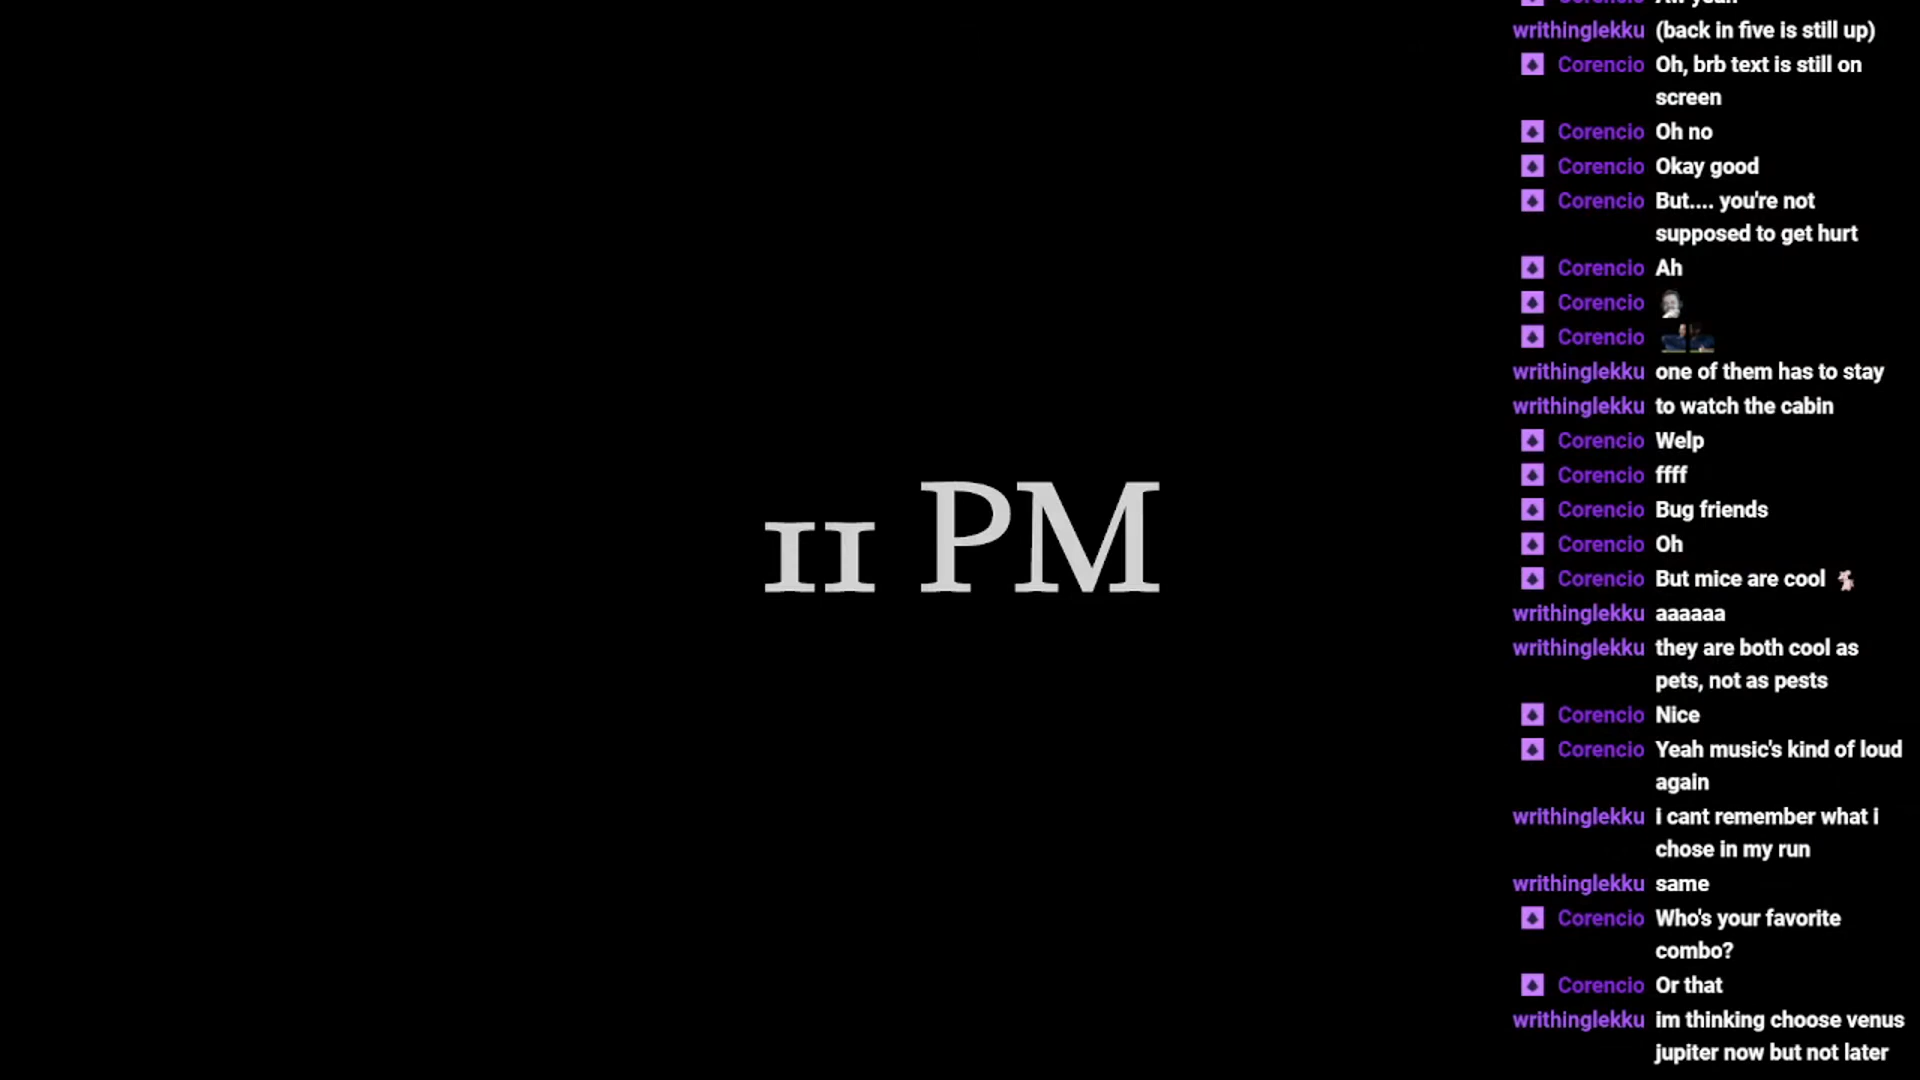 11 PM
Corencio Aw yeah
writhinglekku (back in five is still up)
Corencio Oh, brb text is still on
screen
Corencio Oh no
Corencio Okay good
Corencio But.... you're not
supposed to get hurt
Corencio Ah
Corencio
Corencio
writhinglekku one of them has to stay
writhinglekku to watch the cabin
Corencio Welp
Corencio ffff
Corencio Bug friends
Corencio Oh
Corencio But mice are cool
writhinglekku aaaaaa
writhinglekku they are both cool as
pets, not as pests
Corencio Nice
Corencio Yeah music's kind of loud
again
writhinglekku i cant remember what i
chose in my run
writhinglekku same
Corencio Who's your favorite
combo?
Corencio Or that
writhinglekku im thinking choose venus
jupiter now but not later